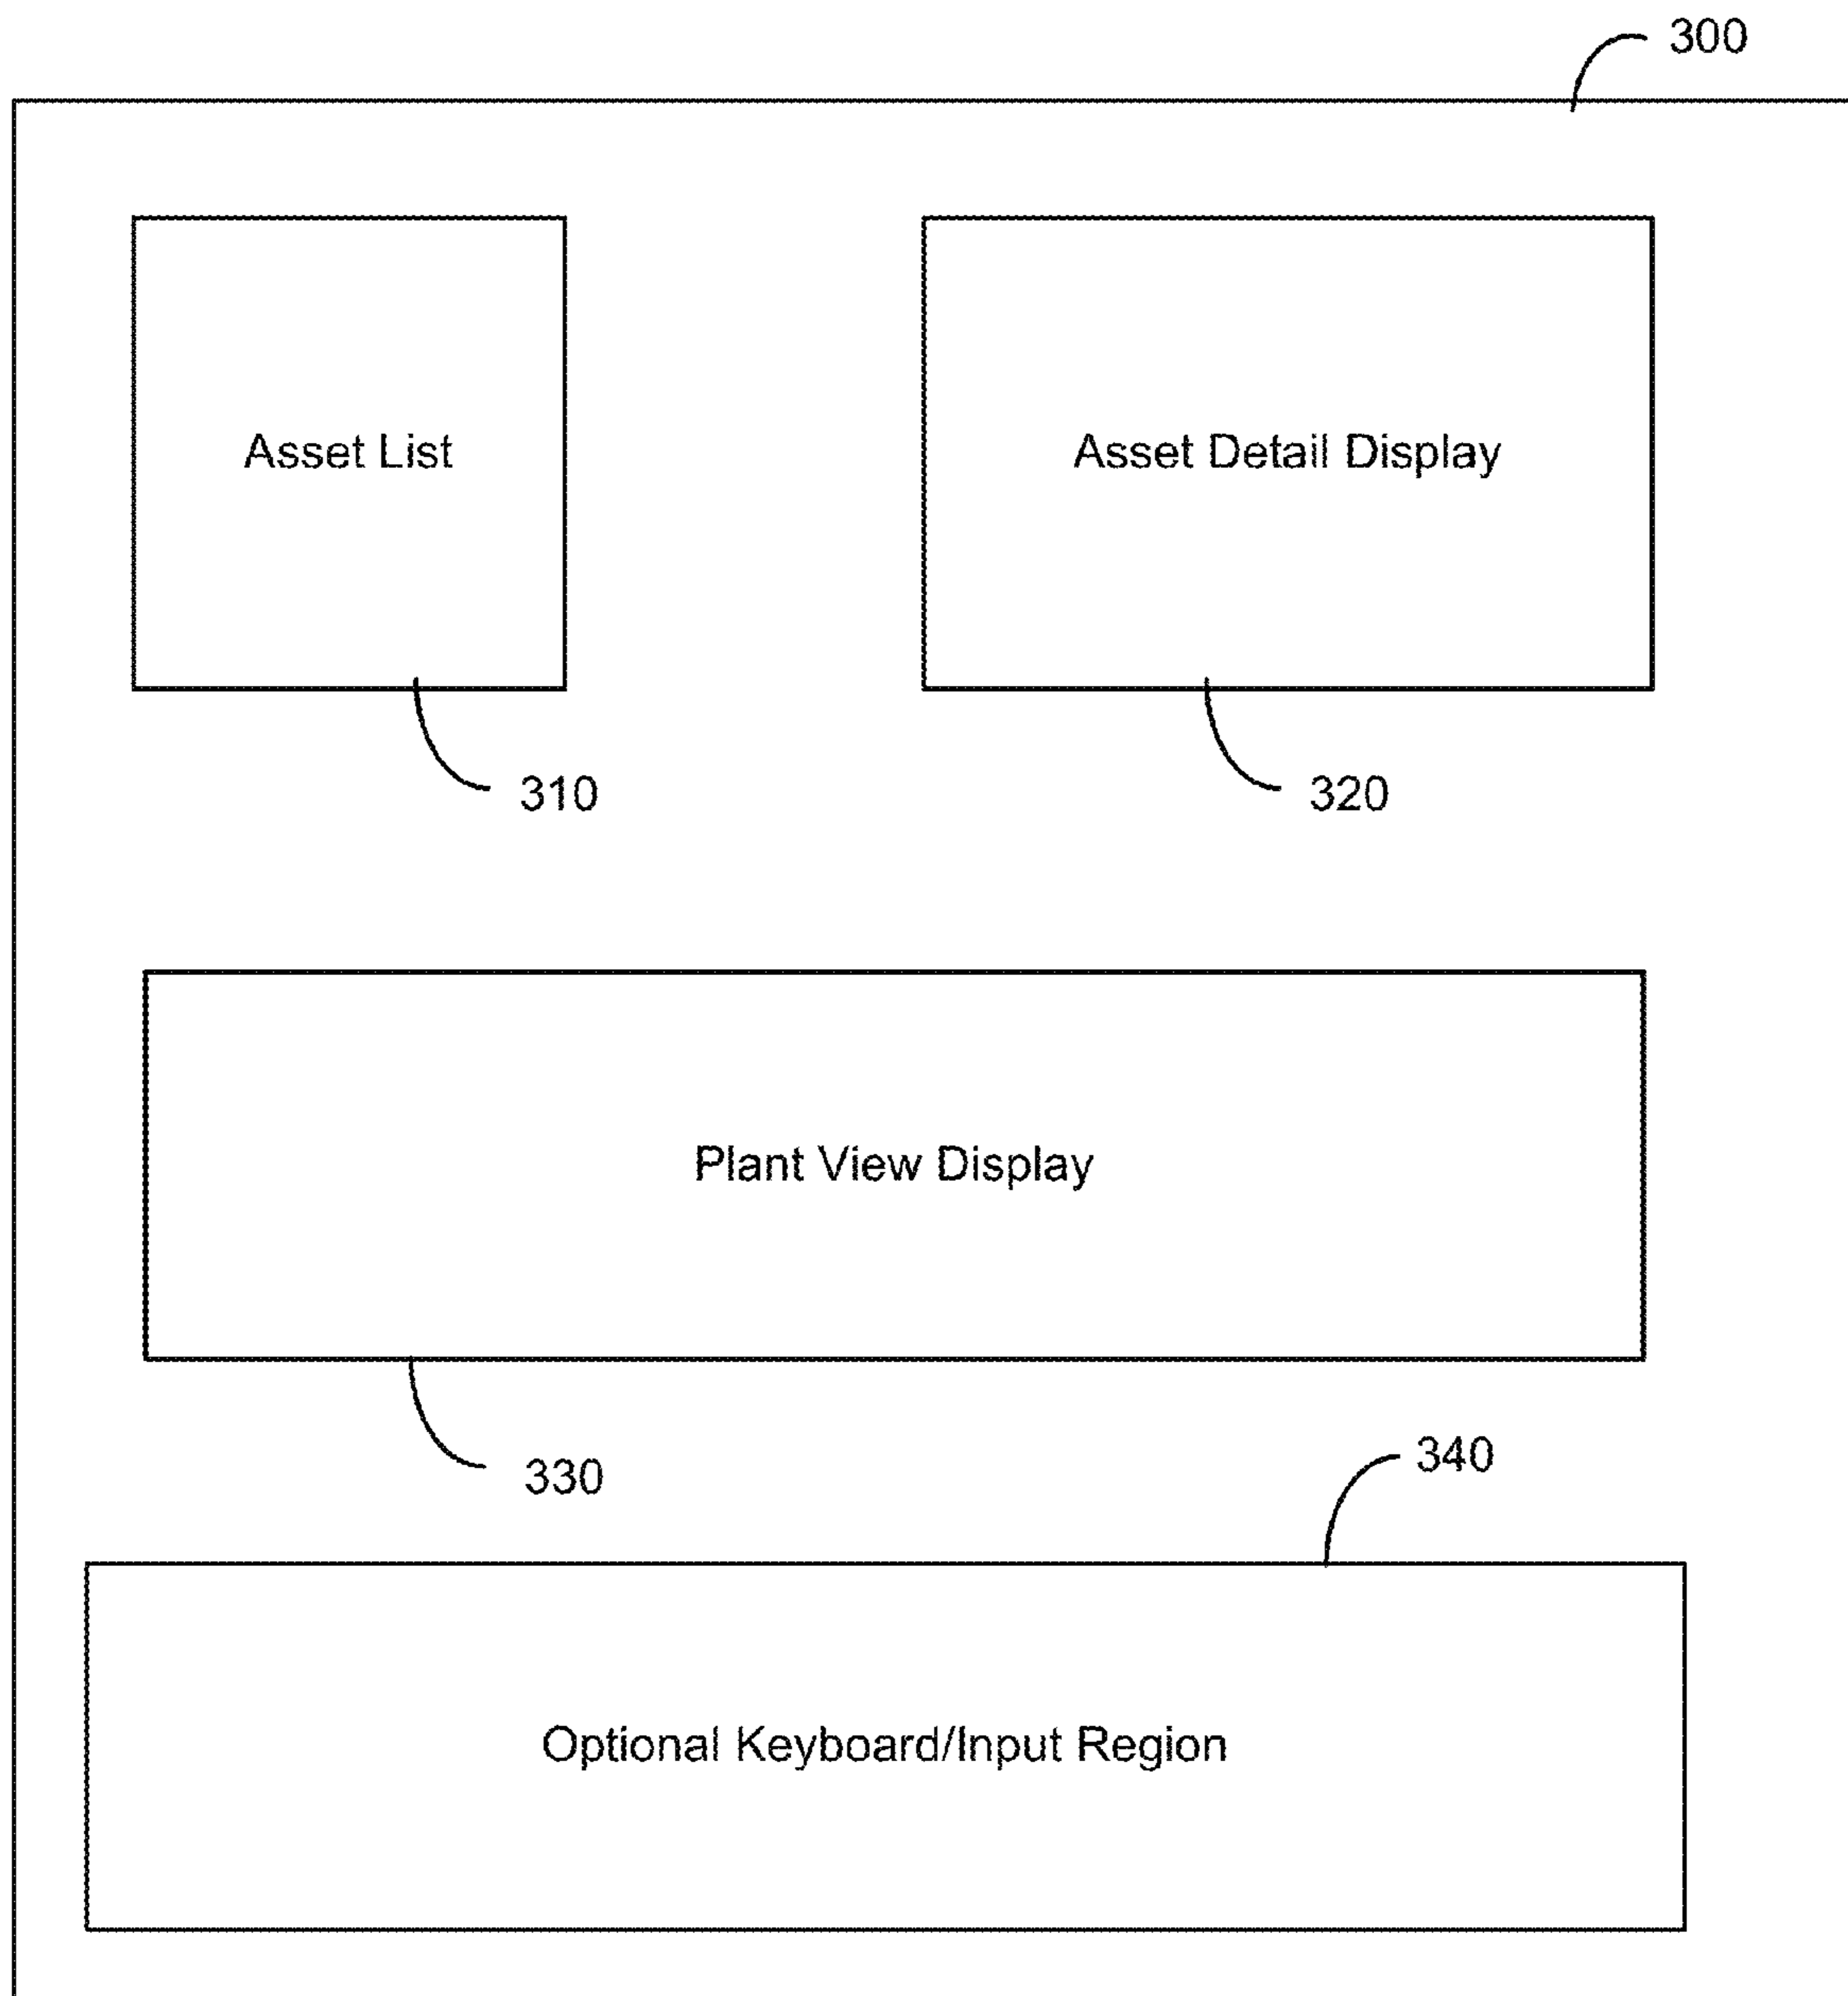 300
Asset List
Asset Detail Display
310
320
Plant View Display
330
340
Optional Keyboard/Input Region